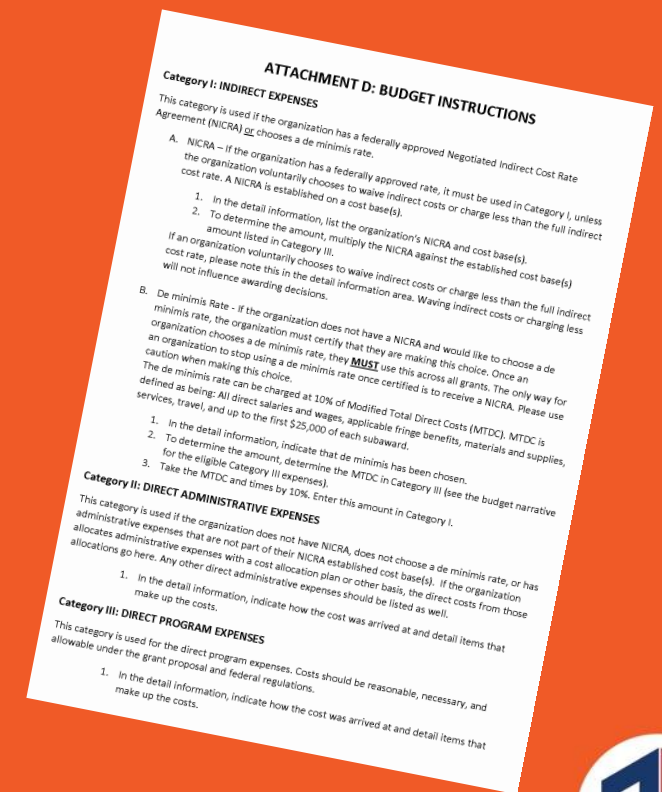 ATTACHMENT D: BUDGET INSTRUCTIONS
Category I: INDIRECT EXPENSES
This category is used if the organization has a federally approved Negotiated Indirect Cost Rate
Agreement (NICRA) or chooses a de minimis rate.
A. NICRA – If the organization has a federally approved rate, it must be used in Category I, unless
the organization voluntarily chooses to waive indirect costs or charge less than the full indirect
cost rate. A NICRA is established on a cost base(s).
1. In the detail information, list the organization's NICRA and cost base(s).
2. To determine the amount, multiply the NICRA against the established cost base(s)
amount listed in Category III.
If an organization voluntarily chooses to waive indirect costs or charge less than the full indirect
cost rate, please note this in the detail information area. Waving indirect costs or charging less
will not influence awarding decisions.
B. De minimis Rate - If the organization does not have a NICRA and would like to choose a de
minimis rate, the organization must certify that they are making this choice. Once an
organization chooses a de minimis rate, they MUST use this across all grants. The only way for
an organization to stop using a de minimis rate once certified is to receive a NICRA. Please use
caution when making this choice.
The de minimis rate can be charged at 10% of Modified Total Direct Costs (MTDC). MTDC is
defined as being: All direct salaries and wages, applicable fringe benefits, materials and supplies,
services, travel, and up to the first $25,000 of each subaward.
1. In the detail information, indicate that de minimis has been chosen.
2. To determine the amount, determine the MTDC in Category III (see the budget narrative
for the eligible Category III expenses).
3. Take the MTDC and times by 10%. Enter this amount in Category I.
Category II: DIRECT ADMINISTRATIVE EXPENSES
This category is used if the organization does not have NICRA, does not choose a de minimis rate, or has
administrative expenses that are not part of their NICRA established cost base(s). If the organization
allocates administrative expenses with a cost allocation plan or other basis, the direct costs from those
allocations go here. Any other direct administrative expenses should be listed as well.
1. In the detail information, indicate how the cost was arrived at and detail items that
make up the costs.
Category III: DIRECT PROGRAM EXPENSES
This category is used for the direct program expenses. Costs should be reasonable, necessary, and
allowable under the grant proposal and federal regulations.
1. In the detail information, indicate how the cost was arrived at and detail items that
make up the costs.